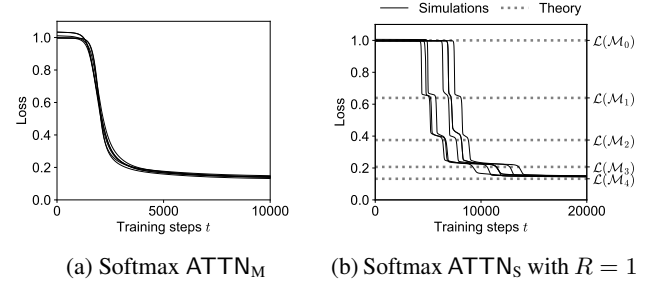 Simulations
Theory
1.0
0.8
0.6
0.4
0.2
0.0
Loss
0
5000
10000
Training steps t
1.0
0.8
0.6
0.4
0.2
0.0
Loss
0
10000
20000
Training steps t
ℒ(ℳ₀)
ℒ(ℳ₁)
ℒ(ℳ₂)
ℒ(ℳ₃)
ℒ(ℳ₄)
(a) Softmax ATTN_M
(b) Softmax ATTN_S with R = 1